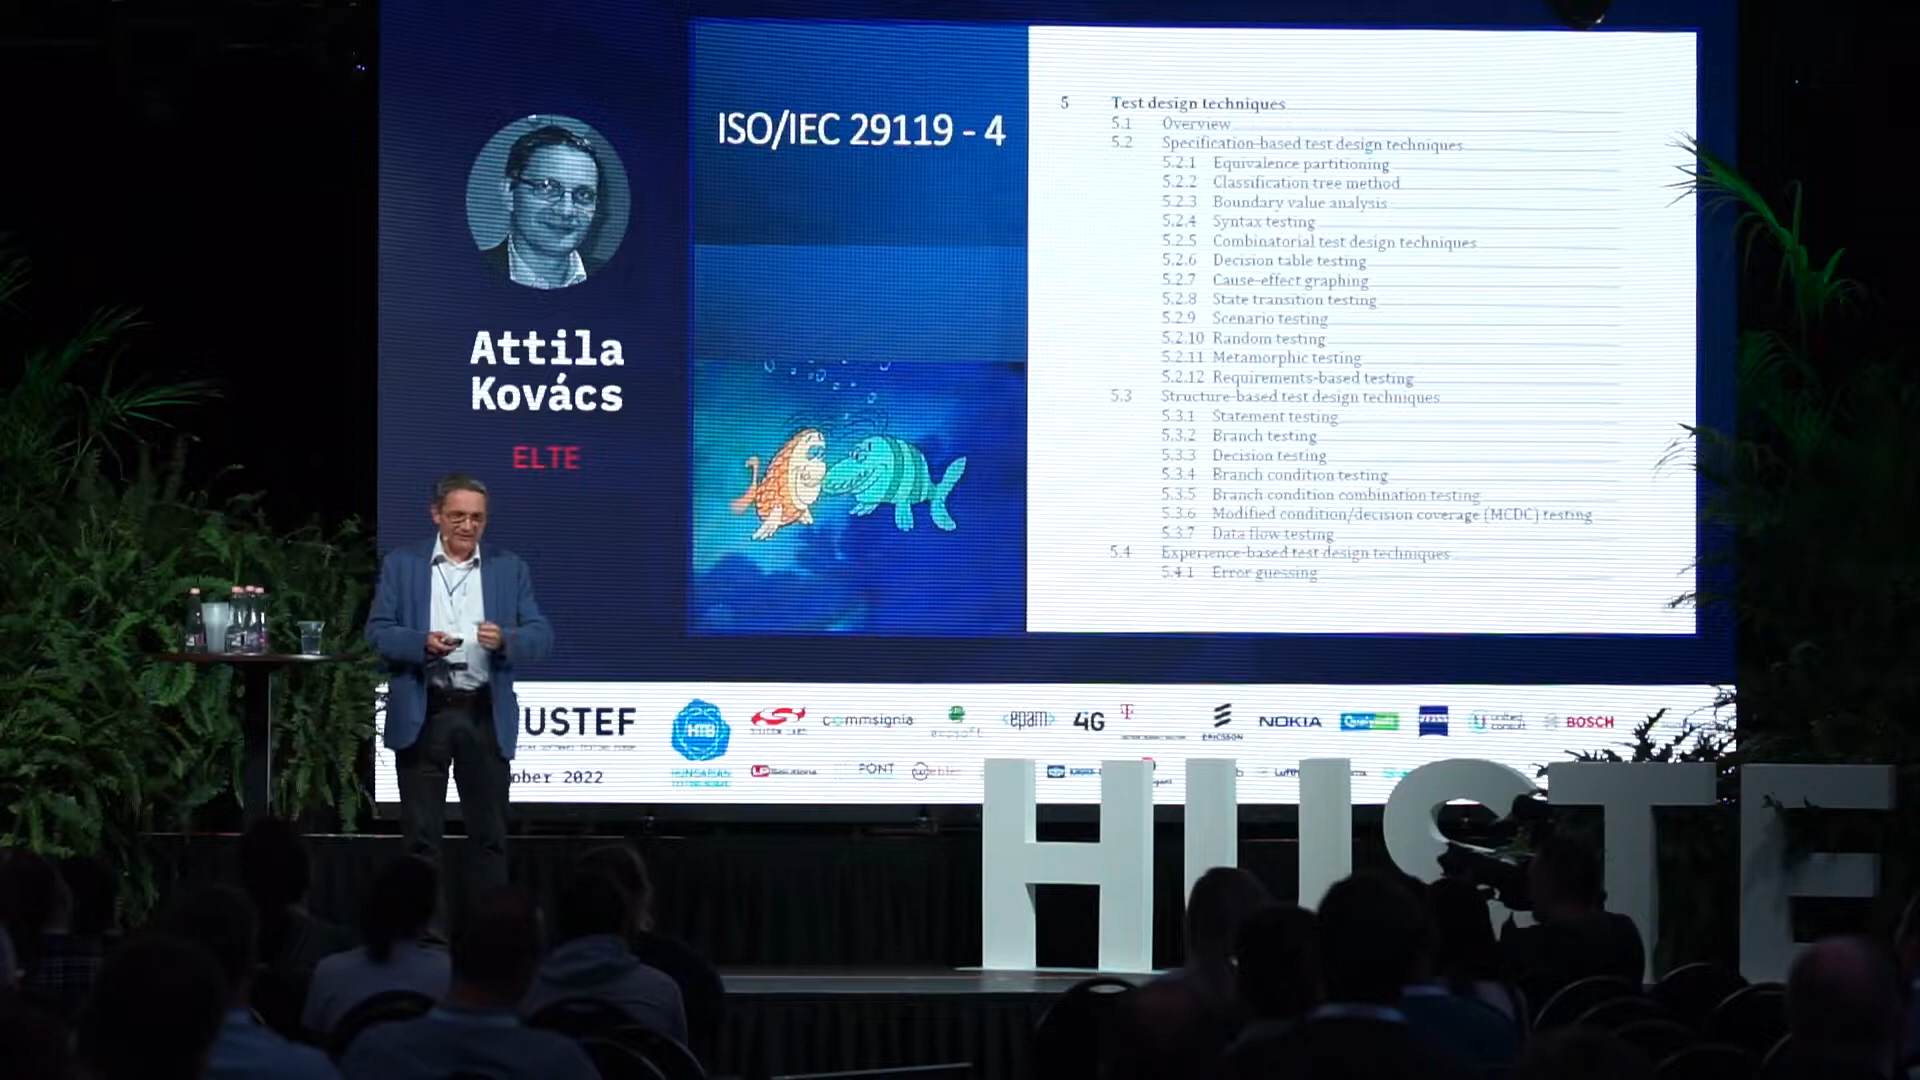 Attila
Kovács
ELTE
ISO/IEC 29119 - 4
5 Test design techniques
5.1 Overview
5.2 Specification-based test design techniques
5.2.1 Equivalence partitioning
5.2.2 Classification tree method
5.2.3 Boundary value analysis
5.2.4 Syntax testing
5.2.5 Combinatorial test design techniques
5.2.6 Decision table testing
5.2.7 Cause-effect graphing
5.2.8 State transition testing
5.2.9 Scenario testing
5.2.10 Random testing
5.2.11 Metamorphic testing
5.2.12 Requirements-based testing
5.3 Structure-based test design techniques
5.3.1 Statement testing
5.3.2 Branch testing
5.3.3 Decision testing
5.3.4 Branch condition testing
5.3.5 Branch condition combination testing
5.3.6 Modified condition/decision coverage (MCDC) testing
5.3.7 Data flow testing
5.4 Experience-based test design techniques
5.4.1 Error guessing
USTEF
HTB
commsignia
<epam>
4G
T
ERICSSON
NOKIA
BOSCH
ober 2022
FONT
HUSTE